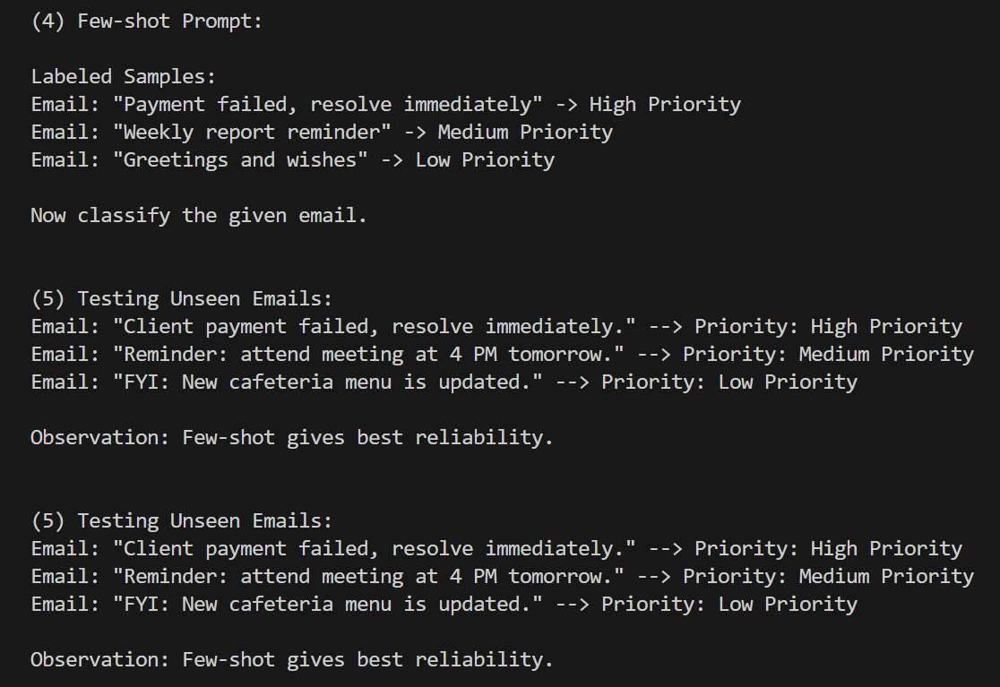 (4) Few-shot Prompt:
Labeled Samples:
Email: "Payment failed, resolve immediately" -> High Priority
Email: "Weekly report reminder" -> Medium Priority
Email: "Greetings and wishes" -> Low Priority
Now classify the given email.
(5) Testing Unseen Emails:
Email: "Client payment failed, resolve immediately." --> Priority: High Priority
Email: "Reminder: attend meeting at 4 PM tomorrow." --> Priority: Medium Priority
Email: "FYI: New cafeteria menu is updated." --> Priority: Low Priority
Observation: Few-shot gives best reliability.
(5) Testing Unseen Emails:
Email: "Client payment failed, resolve immediately." --> Priority: High Priority
Email: "Reminder: attend meeting at 4 PM tomorrow." --> Priority: Medium Priority
Email: "FYI: New cafeteria menu is updated." --> Priority: Low Priority
Observation: Few-shot gives best reliability.